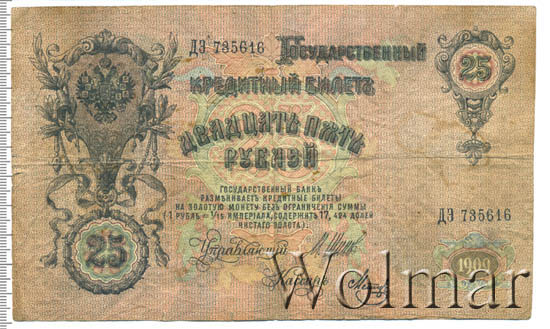 ДЭ 735616
Государственный
25
Кредитный Билетъ
Двадцать пять
рублей
Государственный Банкъ
размѣниваетъ кредитные билеты
на золотую монету безъ ограниченія суммы
(1 рубль = 1/15 имперіала, содержитъ 17,424 долей
чистаго золота).
ДЭ 735616
Управляющій
25
Кассиръ
1909
Wolmar